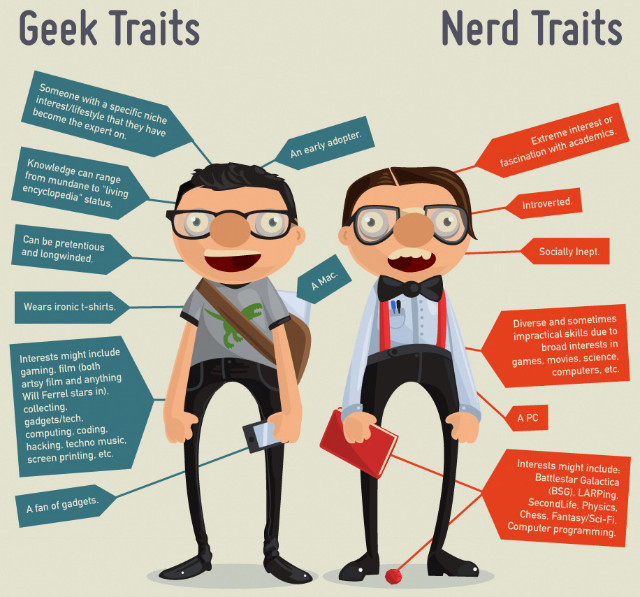 Geek Traits
Someone with a specific niche
interest/lifestyle that they have
become the expert on.
An early adopter.
Knowledge can range
from mundane to "living
encyclopedia" status.
Can be pretentious
and longwinded.
A Mac.
Wears ironic t-shirts.
Interests might include
gaming, film (both
artsy film and anything
Will Ferrel stars in),
collecting,
gadgets/tech,
computing, coding,
hacking, techno music,
screen printing, etc.
A fan of gadgets.
Nerd Traits
Extreme interest or
fascination with academics.
Introverted.
Socially Inept.
Diverse and sometimes
impractical skills due to
broad interests in
games, movies, science,
computers, etc.
A PC
Interests might include:
Battlestar Galactica
(BSG), LARPing,
SecondLife, Physics,
Chess, Fantasy/Sci-Fi,
Computer programming.